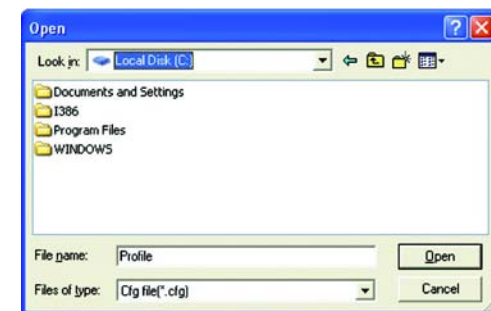 Open
Look in: Local Disk (C:)
Documents and Settings
I386
Program Files
WINDOWS
File name: Profile Open
Files of type: Cfg file(*.cfg) Cancel